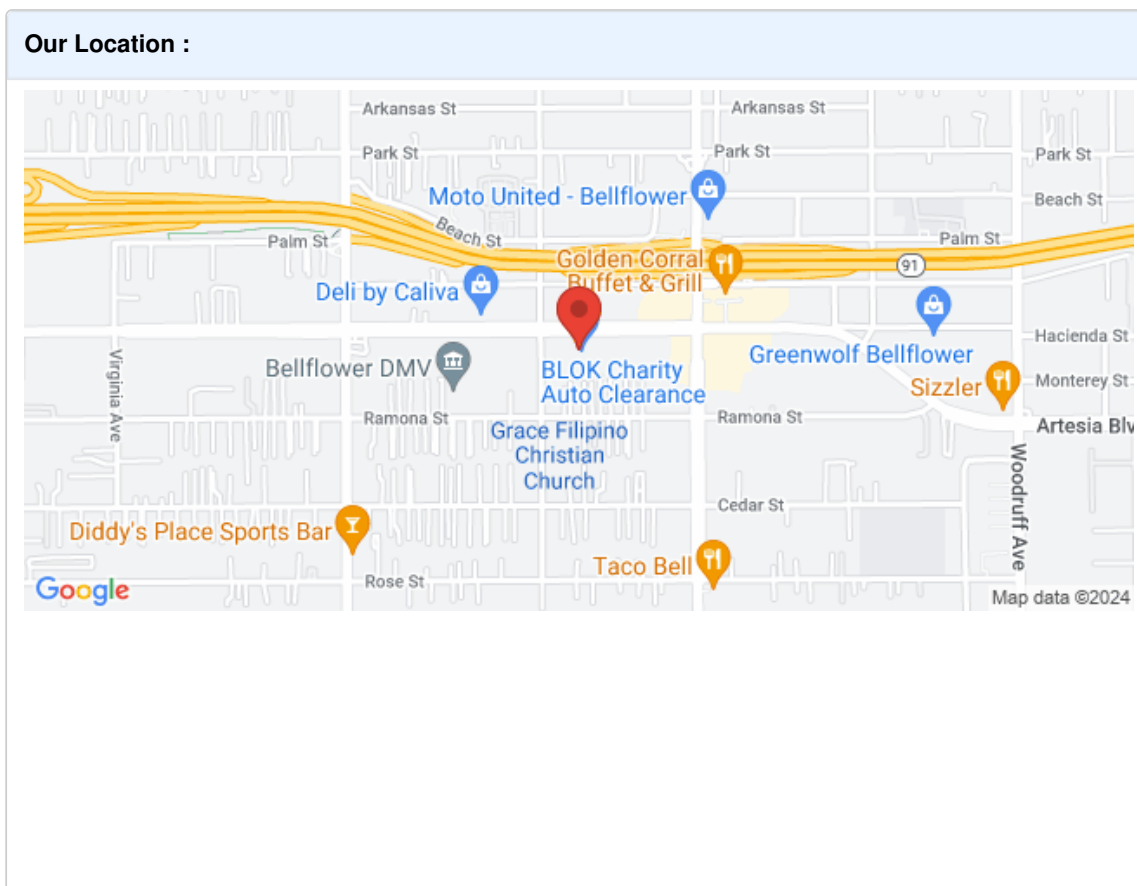 Our Location :
Arkansas St
Arkansas St
Park St
Park St
Park St
Moto United - Bellflower
Beach St
Beach St
Palm St
Palm St
Golden Corral
Buffet & Grill
91
Deli by Caliva
Hacienda St
Greenwolf Bellflower
Bellflower DMV
BLOK Charity
Auto Clearance
Virginia Ave
Sizzler
Monterey St
Ramona St
Ramona St
Artesia Blv
Grace Filipino
Christian
Church
Woodruff Ave
Cedar St
Diddy's Place Sports Bar
Taco Bell
Rose St
Google
Map data ©2024